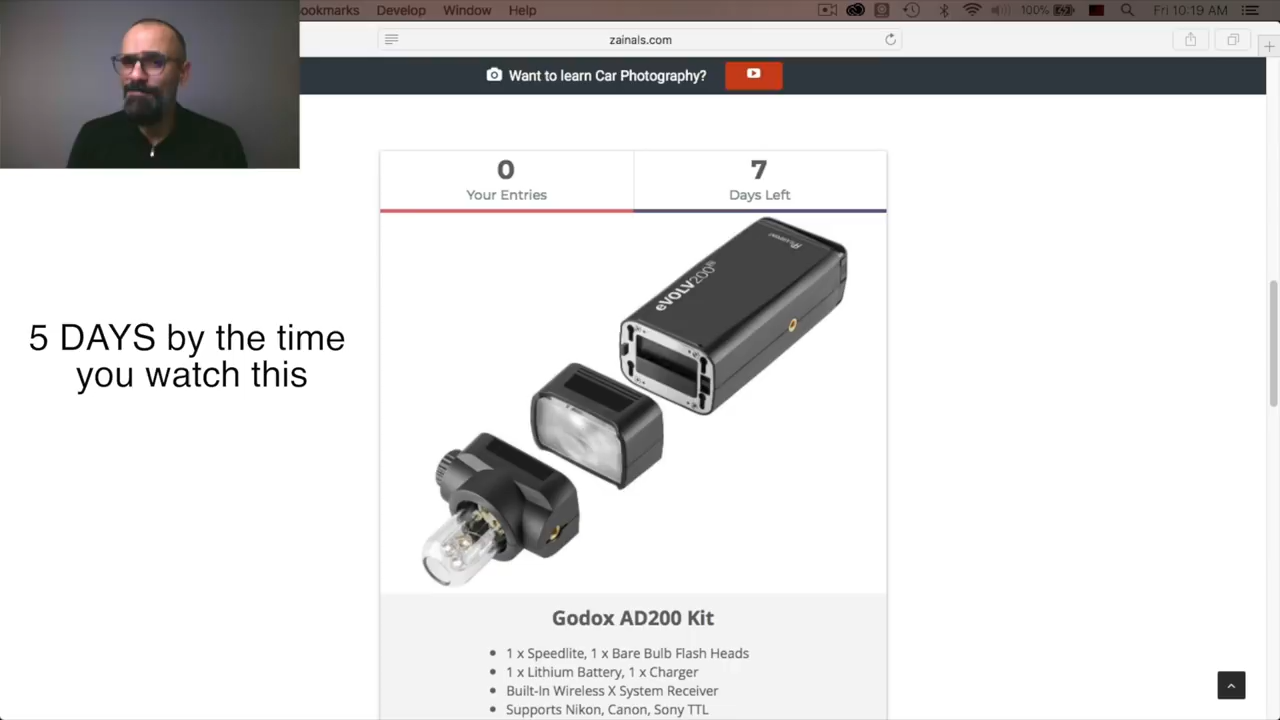 ookmarks Develop Window Help 100% Fri 10:19 AM
zainals.com
Want to learn Car Photography?
0 7
Your Entries Days Left
eVOLV200
5 DAYS by the time
you watch this
Godox AD200 Kit
1 x Speedlite, 1 x Bare Bulb Flash Heads
1 x Lithium Battery, 1 x Charger
Built-In Wireless X System Receiver
Supports Nikon, Canon, Sony TTL